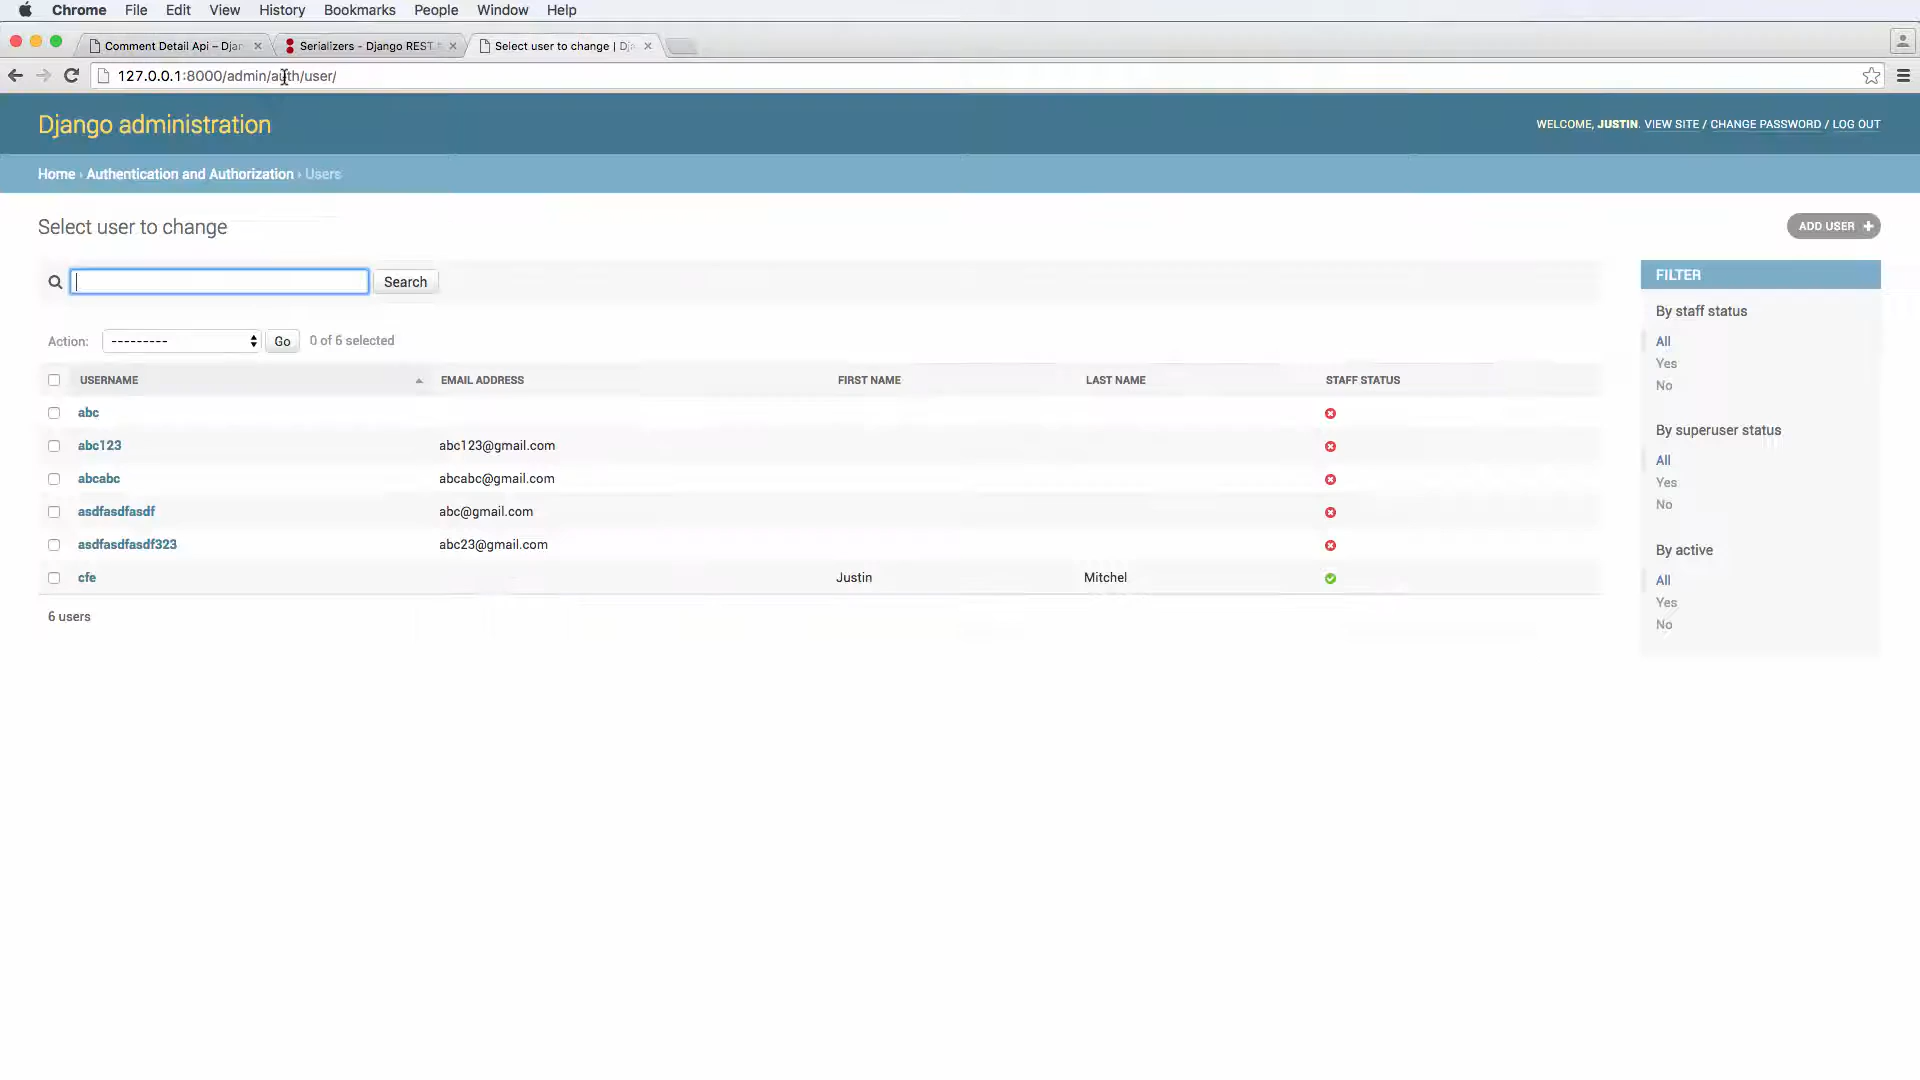 Chrome File Edit View History Bookmarks People Window Help
Comment Detail Api – Djan Serializers - Django REST Select user to change | Dj
127.0.0.1:8000/admin/auth/user/
Django administration
WELCOME, JUSTIN. VIEW SITE / CHANGE PASSWORD / LOG OUT
Home › Authentication and Authorization › Users
Select user to change
ADD USER +
Search
FILTER
By staff status
All
Yes
No
By superuser status
All
Yes
No
By active
All
Yes
No
Action: --------- Go 0 of 6 selected
USERNAME EMAIL ADDRESS FIRST NAME LAST NAME STAFF STATUS
abc
abc123 abc123@gmail.com
abcabc abcabc@gmail.com
asdfasdfasdf abc@gmail.com
asdfasdfasdf323 abc23@gmail.com
cfe Justin Mitchel
6 users